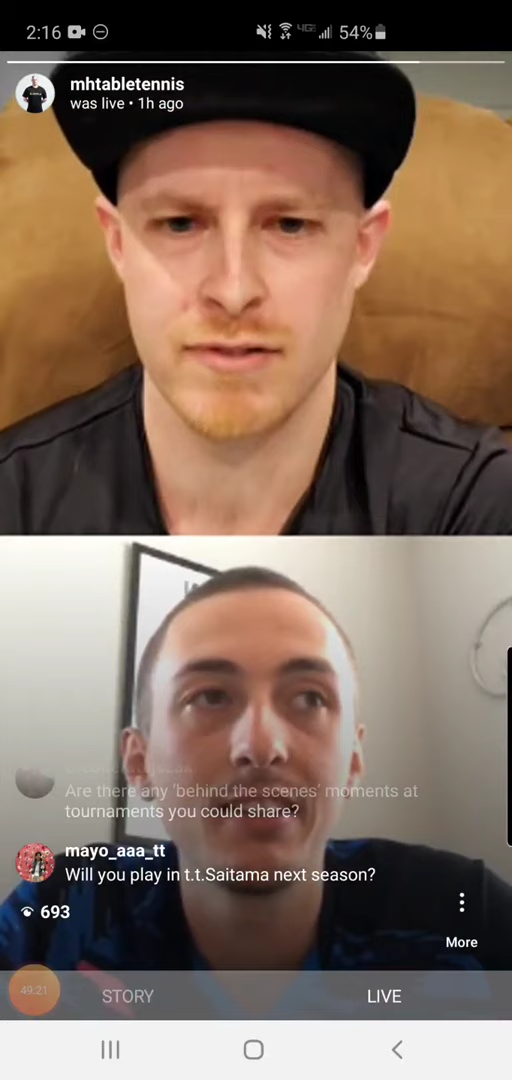 2:16
4G
54%
mhtabletennis
was live • 1h ago
Are there any 'behind the scenes' moments at
tournaments you could share?
mayo_aaa_tt
Will you play in t.t.Saitama next season?
693
More
49:21
STORY
LIVE